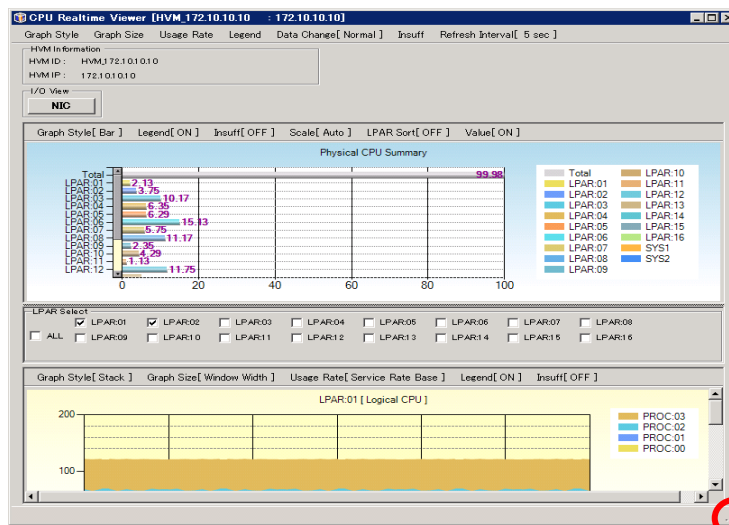 CPU Realtime Viewer [HVM_172.10.10.10 : 172.10.10.10]
Graph Style Graph Size Usage Rate Legend Data Change[ Normal ] Insuff Refresh Interval[ 5 sec ]
HVM Information
HVM ID : HVM_172.10.10.10
HVM IP : 172.10.10.10
I/O View
NIC
Graph Style[ Bar ] Legend[ ON ] Insuff[ OFF ] Scale[ Auto ] LPAR Sort[ OFF ] Value[ ON ]
Physical CPU Summary
Total 99.98
LPAR:01 2.13
LPAR:02 3.75
LPAR:03 10.17
LPAR:04 6.35
LPAR:05 6.29
LPAR:06 15.13
LPAR:07 5.75
LPAR:08 11.17
LPAR:09 2.35
LPAR:10 4.29
LPAR:11 1.13
LPAR:12 11.75
0 20 40 60 80 100
Total LPAR:10
LPAR:01 LPAR:11
LPAR:02 LPAR:12
LPAR:03 LPAR:13
LPAR:04 LPAR:14
LPAR:05 LPAR:15
LPAR:06 LPAR:16
LPAR:07 SYS1
LPAR:08 SYS2
LPAR:09
LPAR Select
LPAR:01 LPAR:02 LPAR:03 LPAR:04 LPAR:05 LPAR:06 LPAR:07 LPAR:08
ALL LPAR:09 LPAR:10 LPAR:11 LPAR:12 LPAR:13 LPAR:14 LPAR:15 LPAR:16
Graph Style[ Stack ] Graph Size[ Window Width ] Usage Rate[ Service Rate Base ] Legend[ ON ] Insuff[ OFF ]
LPAR:01 [ Logical CPU ]
200
100
PROC:03
PROC:02
PROC:01
PROC:00